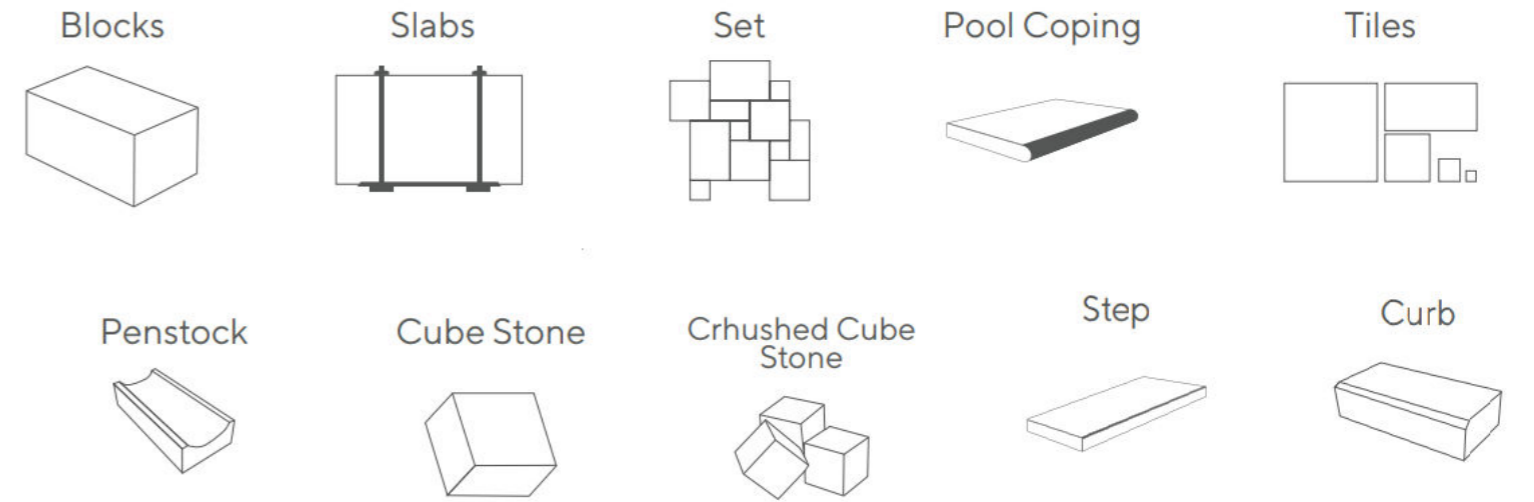 Blocks
Slabs
Set
Pool Coping
Tiles
Penstock
Cube Stone
Crhushed Cube
Stone
Step
Curb